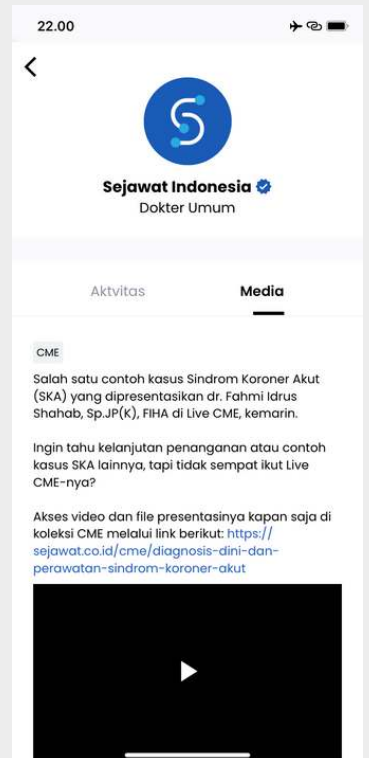 22.00
Sejawat Indonesia
Dokter Umum
Aktvitas
Media
CME
Salah satu contoh kasus Sindrom Koroner Akut
(SKA) yang dipresentasikan dr. Fahmi Idrus
Shahab, Sp.JP(K), FIHA di Live CME, kemarin.
Ingin tahu kelanjutan penanganan atau contoh
kasus SKA lainnya, tapi tidak sempat ikut Live
CME-nya?
Akses video dan file presentasinya kapan saja di
koleksi CME melalui link berikut: https://
sejawat.co.id/cme/diagnosis-dini-dan-
perawatan-sindrom-koroner-akut